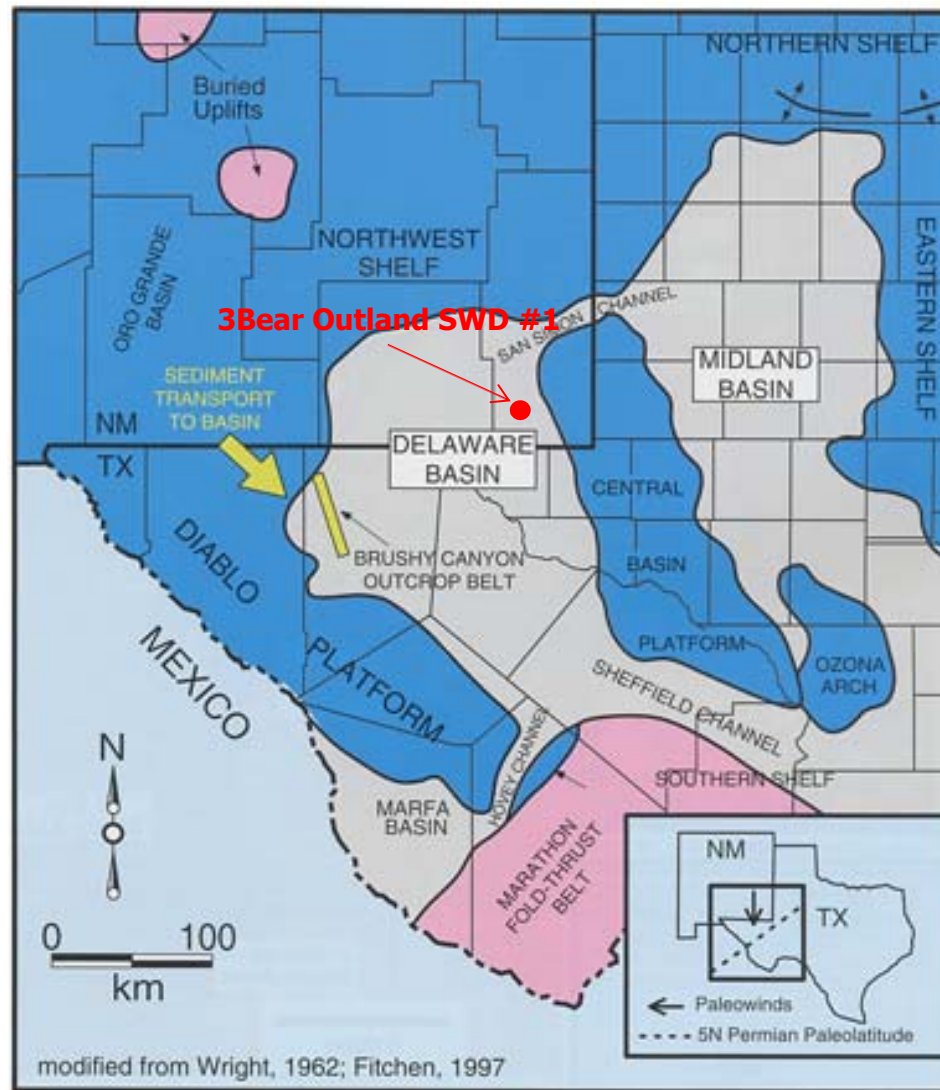 NORTHERN SHELF
Buried
Uplifts
EASTERN SHELF
NORTHWEST
SHELF
ORO GRANDE
BASIN
3Bear Outland SWD #1
SAN SIMON CHANNEL
MIDLAND
BASIN
SEDIMENT
TRANSPORT
TO BASIN
NM
TX
DELAWARE
BASIN
CENTRAL
BASIN
PLATFORM
DIABLO
PLATFORM
BRUSHY CANYON
OUTCROP BELT
MEXICO
OZONA
ARCH
SHEFFIELD CHANNEL
HOVEY CHANNEL
SOUTHERN SHELF
MARFA
BASIN
MARATHON
FOLD-THRUST
BELT
N
0 100
km
NM
TX
Paleowinds
5N Permian Paleolatitude
modified from Wright, 1962; Fitchen, 1997